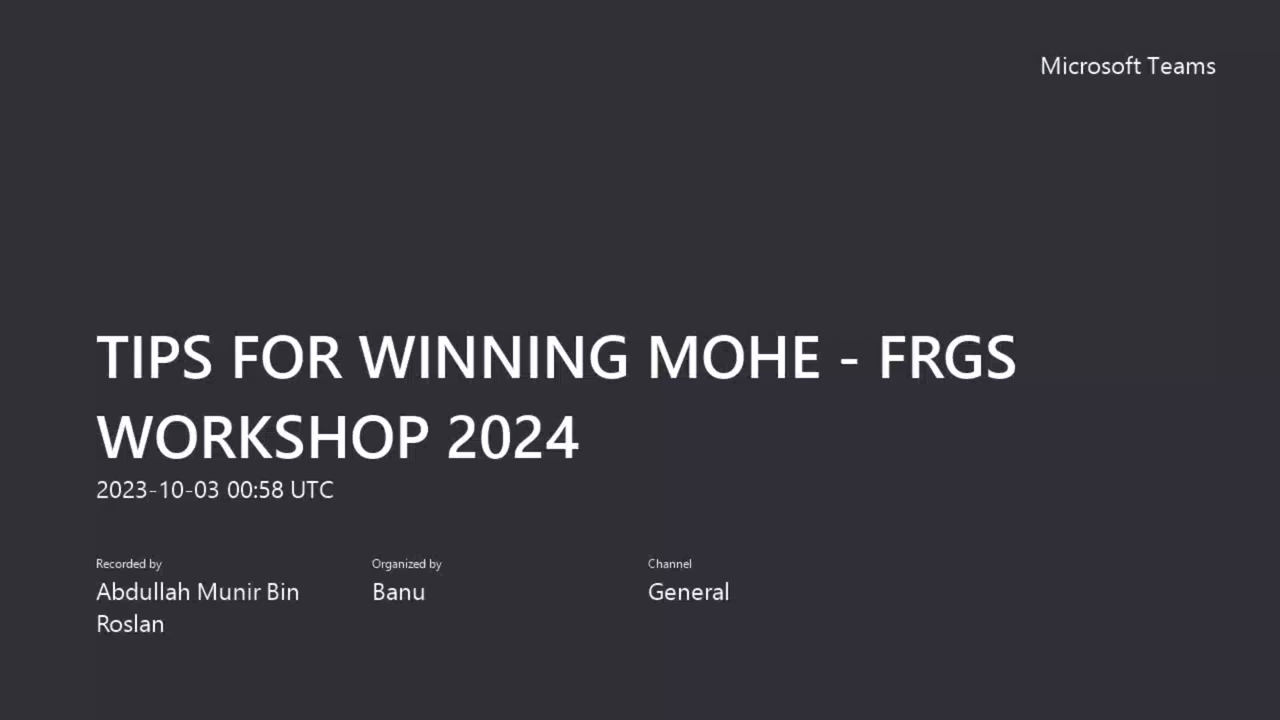 Microsoft Teams
TIPS FOR WINNING MOHE - FRGS
WORKSHOP 2024
2023-10-03 00:58 UTC
Recorded by
Abdullah Munir Bin
Roslan
Organized by
Banu
Channel
General